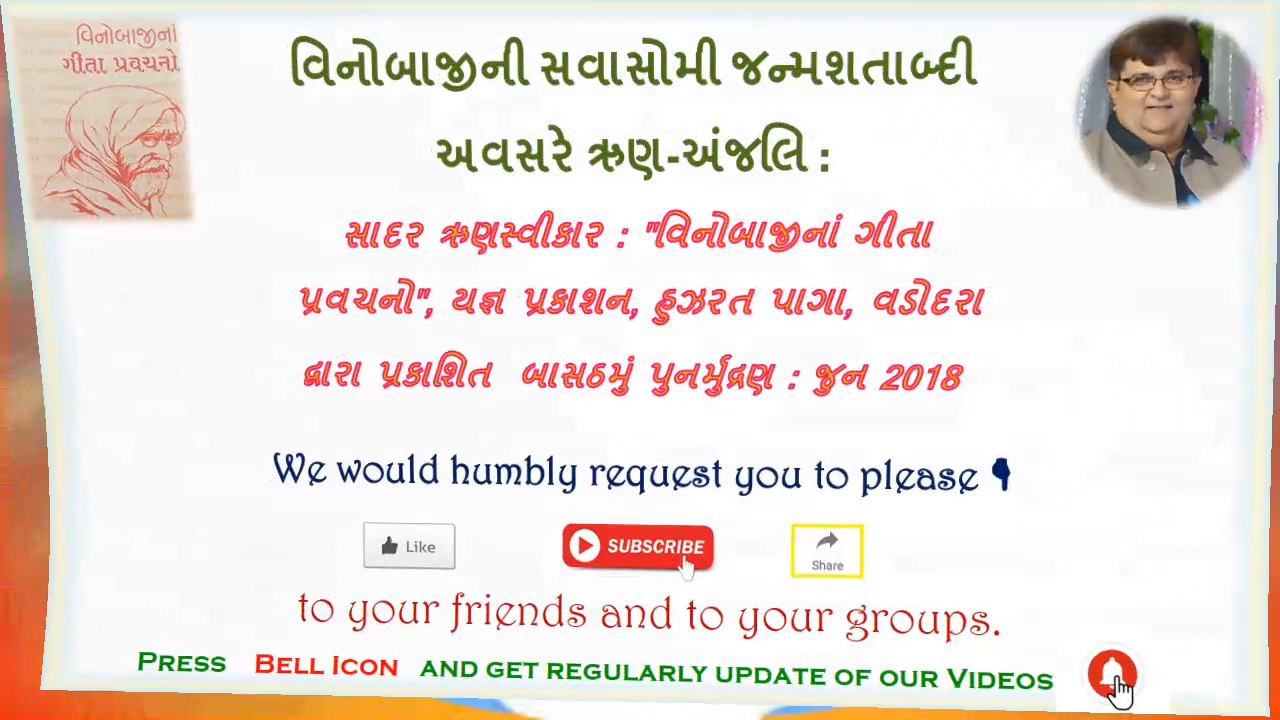 વિનોબાજીનાં
ગીતા પ્રવચનો
વિનોબાજીની સવાસોમી જન્મશતાબ્દી
અવસરે ઋણ-અંજલિ :
સાદર ઋણસ્વીકાર : "વિનોબાજીનાં ગીતા
પ્રવચનો", યજ્ઞ પ્રકાશન, હુઝરત પાગા, વડોદરા
દ્વારા પ્રકાશિત બાસઠમું પુનર્મુદ્રણ : જુન 2018
We would humbly request you to please
Like
SUBSCRIBE
Share
to your friends and to your groups.
PRESS BELL ICON AND GET REGULARLY UPDATE OF OUR VIDEOS